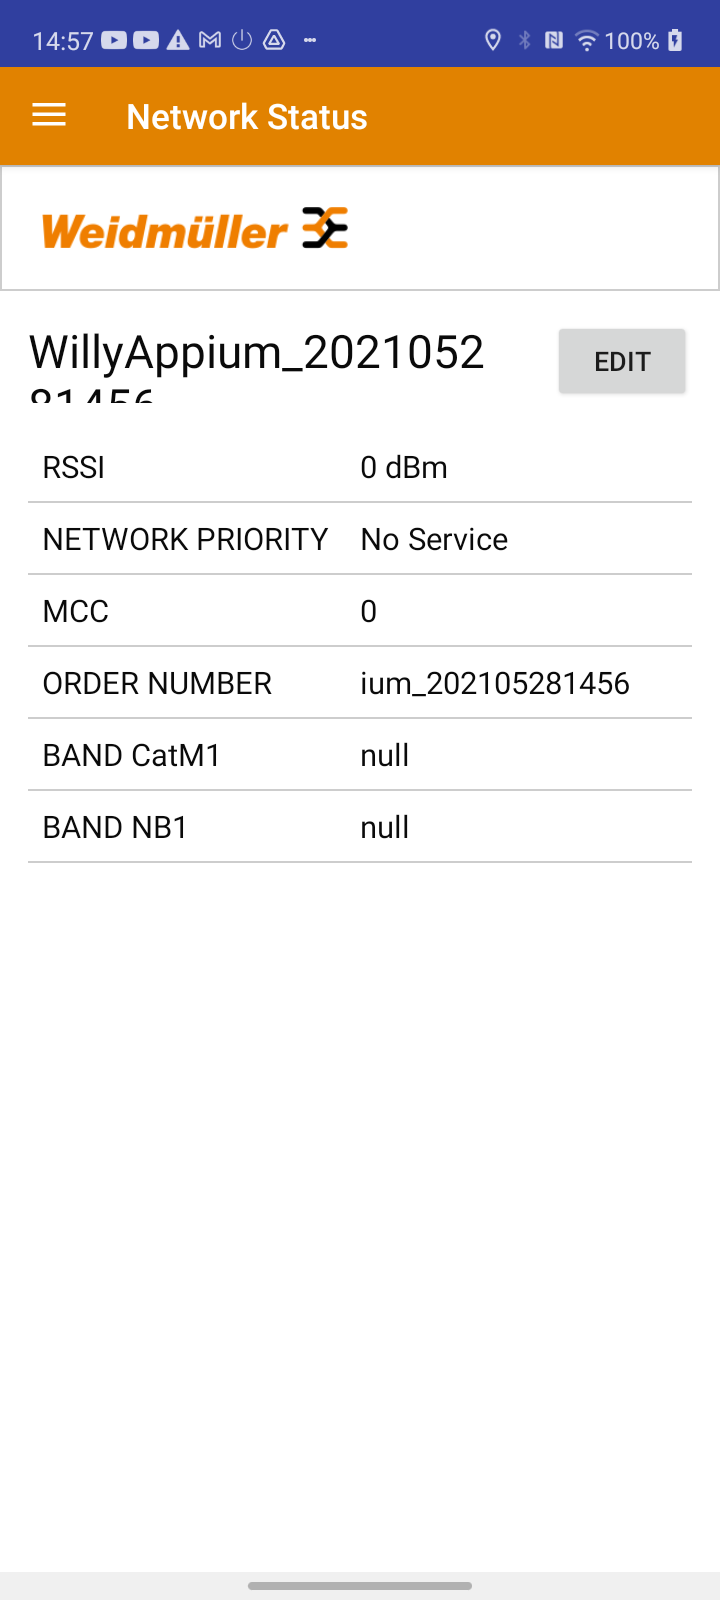 14:57 100%
Network Status
Weidmüller
WillyAppium_2021052
81456
EDIT
RSSI 0 dBm
NETWORK PRIORITY No Service
MCC 0
ORDER NUMBER ium_202105281456
BAND CatM1 null
BAND NB1 null